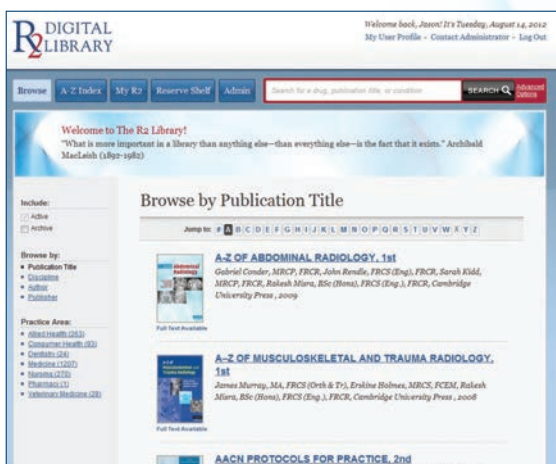 R2 DIGITAL
LIBRARY
Welcome back, Jason! It's Tuesday, August 14, 2012
My User Profile - Contact Administrator - Log Out
Browse
A-Z Index
My R2
Reserve Shelf
Admin
Search for a drug, publication title, or condition
SEARCH
Advanced
Options
Welcome to The R2 Library!
"What is more important in a library than anything else—than everything else—is the fact that it exists." Archibald
MacLeish (1892-1982)
Include:
Active
Archive
Browse by:
Publication Title
Discipline
Author
Publisher
Practice Area:
Allied Health (263)
Consumer Health (93)
Dentistry (24)
Medicine (1207)
Nursing (270)
Pharmacy (1)
Veterinary Medicine (28)
Browse by Publication Title
Jump to: # A B C D E F G H I J K L M N O P Q R S T U V W X Y Z
Abdominal
Radiology
Full Text Available
A-Z OF ABDOMINAL RADIOLOGY, 1st
Gabriel Conder, MRCP, FRCR, John Rendle, FRCS (Eng), FRCR, Sarah Kidd,
MRCP, FRCR, Rakesh Misra, BSc (Hons), FRCS (Eng.), FRCR, Cambridge
University Press , 2009
Full Text Available
A–Z OF MUSCULOSKELETAL AND TRAUMA RADIOLOGY,
1st
James Murray, MA, FRCS (Orth & Tr), Erskine Holmes, MRCS, FCEM, Rakesh
Misra, BSc (Hons), FRCS (Eng.), FRCR, Cambridge University Press , 2008
AACN PROTOCOLS FOR PRACTICE, 2nd